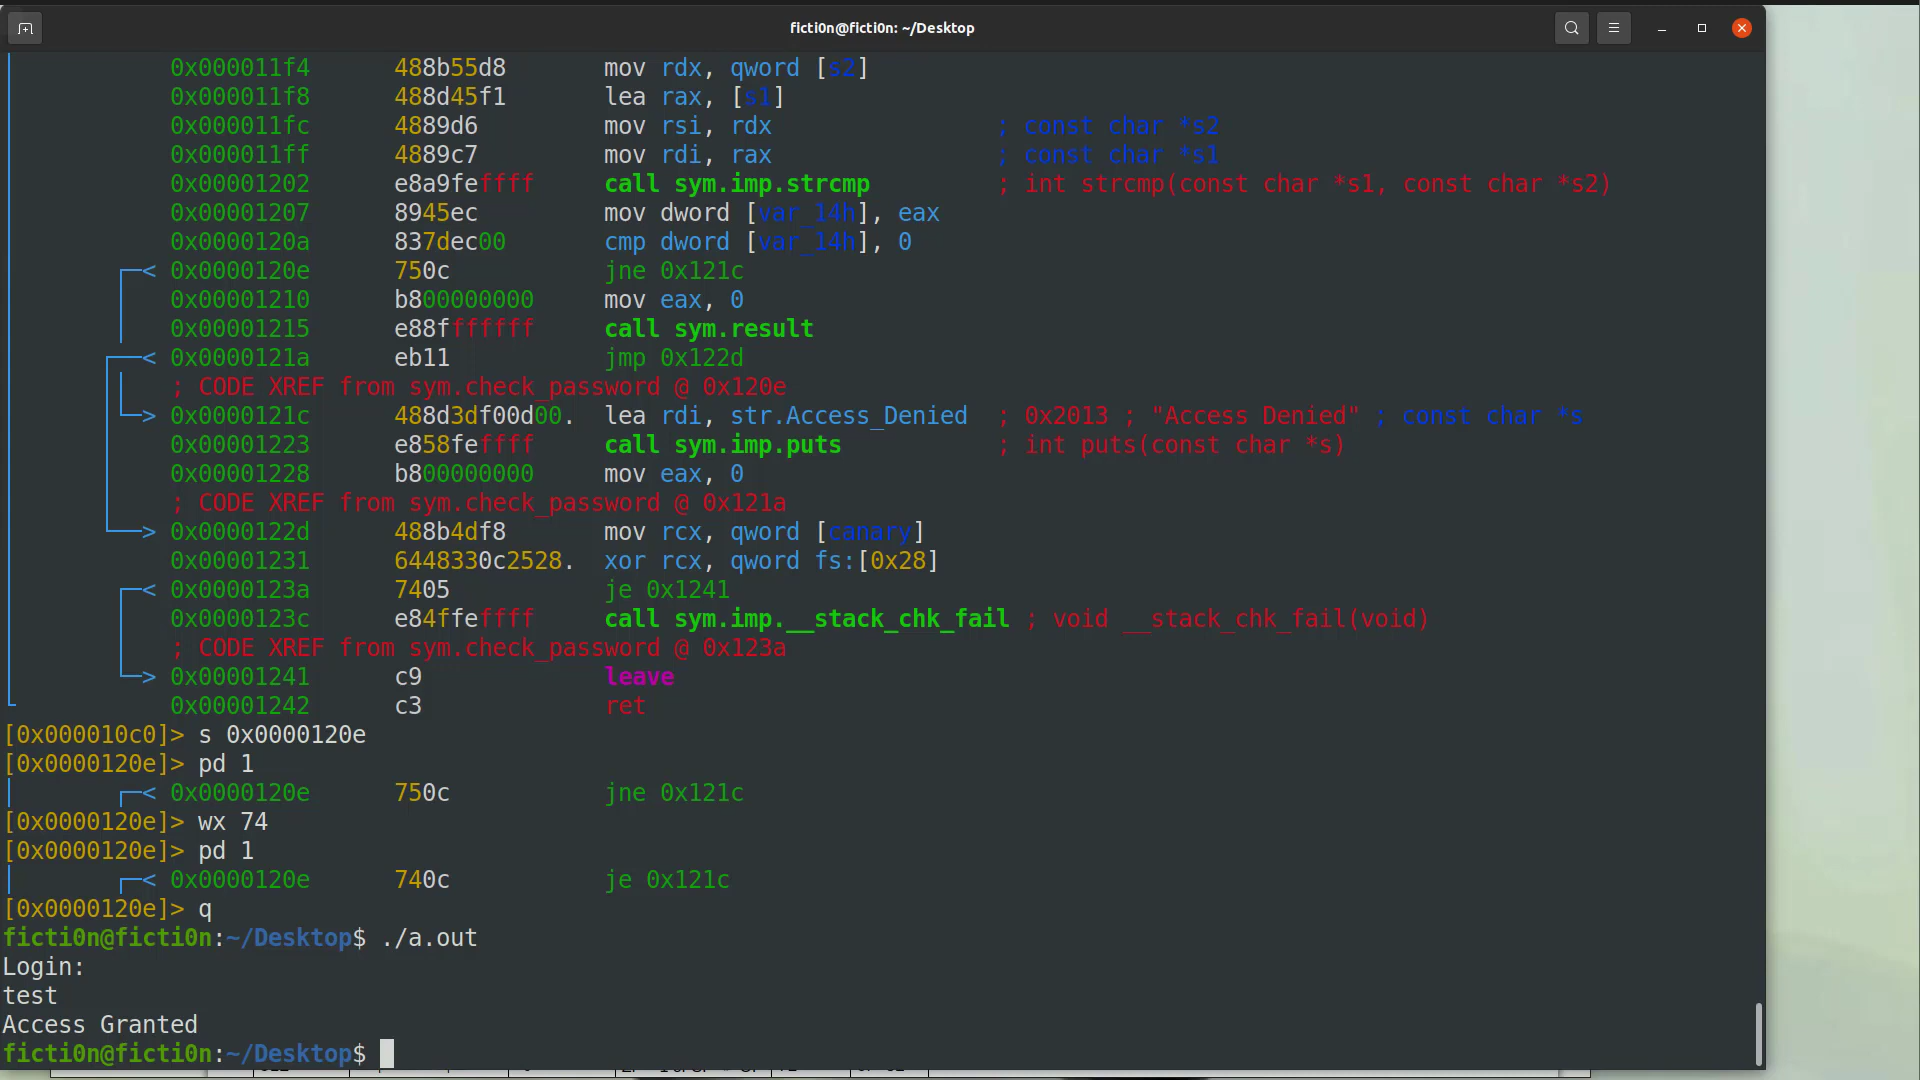 ficti0n@ficti0n: ~/Desktop
0x000011f4 488b55d8 mov rdx, qword [s2]
0x000011f8 488d45f1 lea rax, [s1]
0x000011fc 4889d6 mov rsi, rdx ; const char *s2
0x000011ff 4889c7 mov rdi, rax ; const char *s1
0x00001202 e8a9feffff call sym.imp.strcmp ; int strcmp(const char *s1, const char *s2)
0x00001207 8945ec mov dword [var_14h], eax
0x0000120a 837dec00 cmp dword [var_14h], 0
< 0x0000120e 750c jne 0x121c
0x00001210 b800000000 mov eax, 0
0x00001215 e88fffffff call sym.result
< 0x0000121a eb11 jmp 0x122d
; CODE XREF from sym.check_password @ 0x120e
> 0x0000121c 488d3df00d00. lea rdi, str.Access_Denied ; 0x2013 ; "Access Denied" ; const char *s
0x00001223 e858feffff call sym.imp.puts ; int puts(const char *s)
0x00001228 b800000000 mov eax, 0
; CODE XREF from sym.check_password @ 0x121a
> 0x0000122d 488b4df8 mov rcx, qword [canary]
0x00001231 6448330c2528. xor rcx, qword fs:[0x28]
< 0x0000123a 7405 je 0x1241
0x0000123c e84ffeffff call sym.imp.__stack_chk_fail ; void __stack_chk_fail(void)
; CODE XREF from sym.check_password @ 0x123a
> 0x00001241 c9 leave
0x00001242 c3 ret
[0x000010c0]> s 0x0000120e
[0x0000120e]> pd 1
< 0x0000120e 750c jne 0x121c
[0x0000120e]> wx 74
[0x0000120e]> pd 1
< 0x0000120e 740c je 0x121c
[0x0000120e]> q
ficti0n@ficti0n:~/Desktop$ ./a.out
Login:
test
Access Granted
ficti0n@ficti0n:~/Desktop$